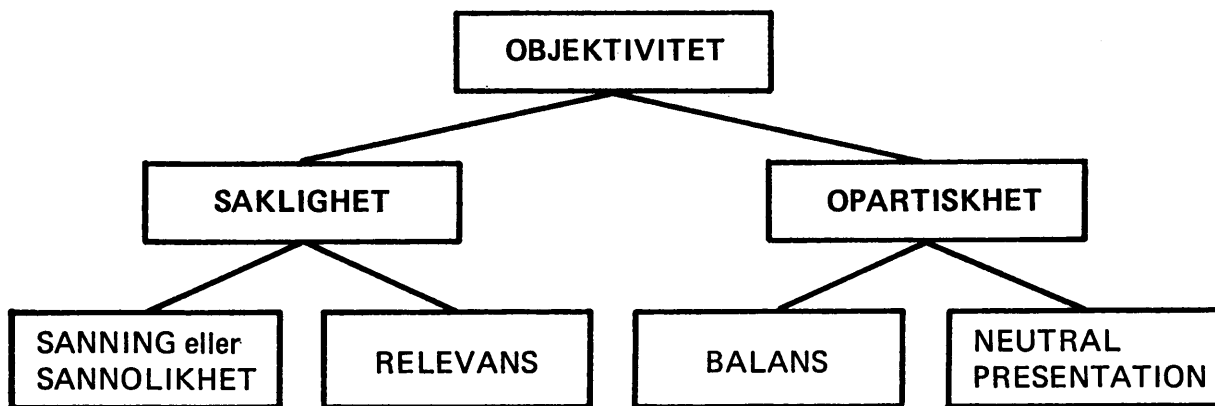 OBJEKTIVITET
SAKLIGHET
OPARTISKHET
SANNING eller
SANNOLIKHET
RELEVANS
BALANS
NEUTRAL
PRESENTATION